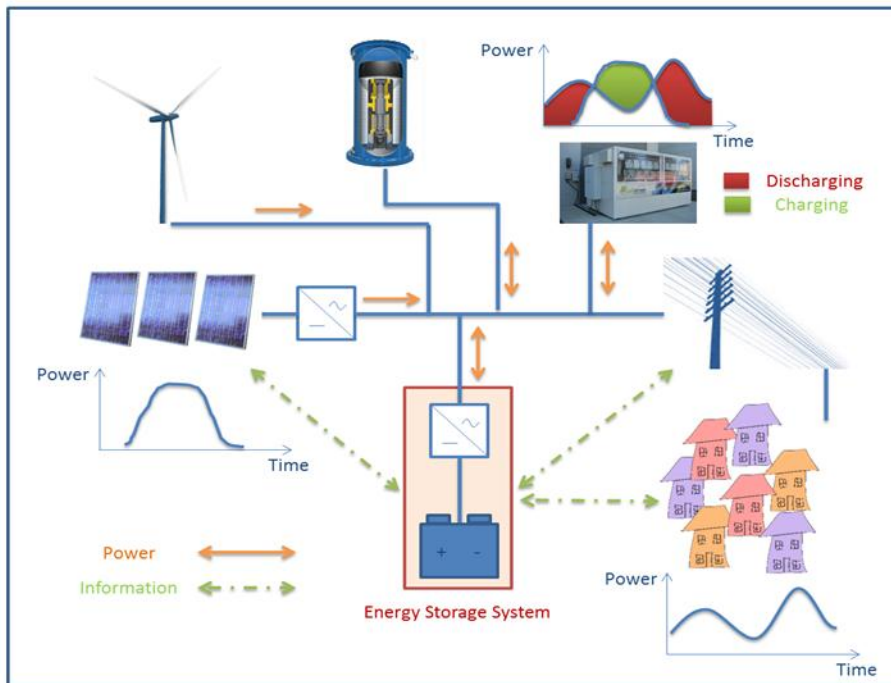 Power
Time
Discharging
Charging
Power
Time
Power
Information
+ -
Energy Storage System
Power
Time